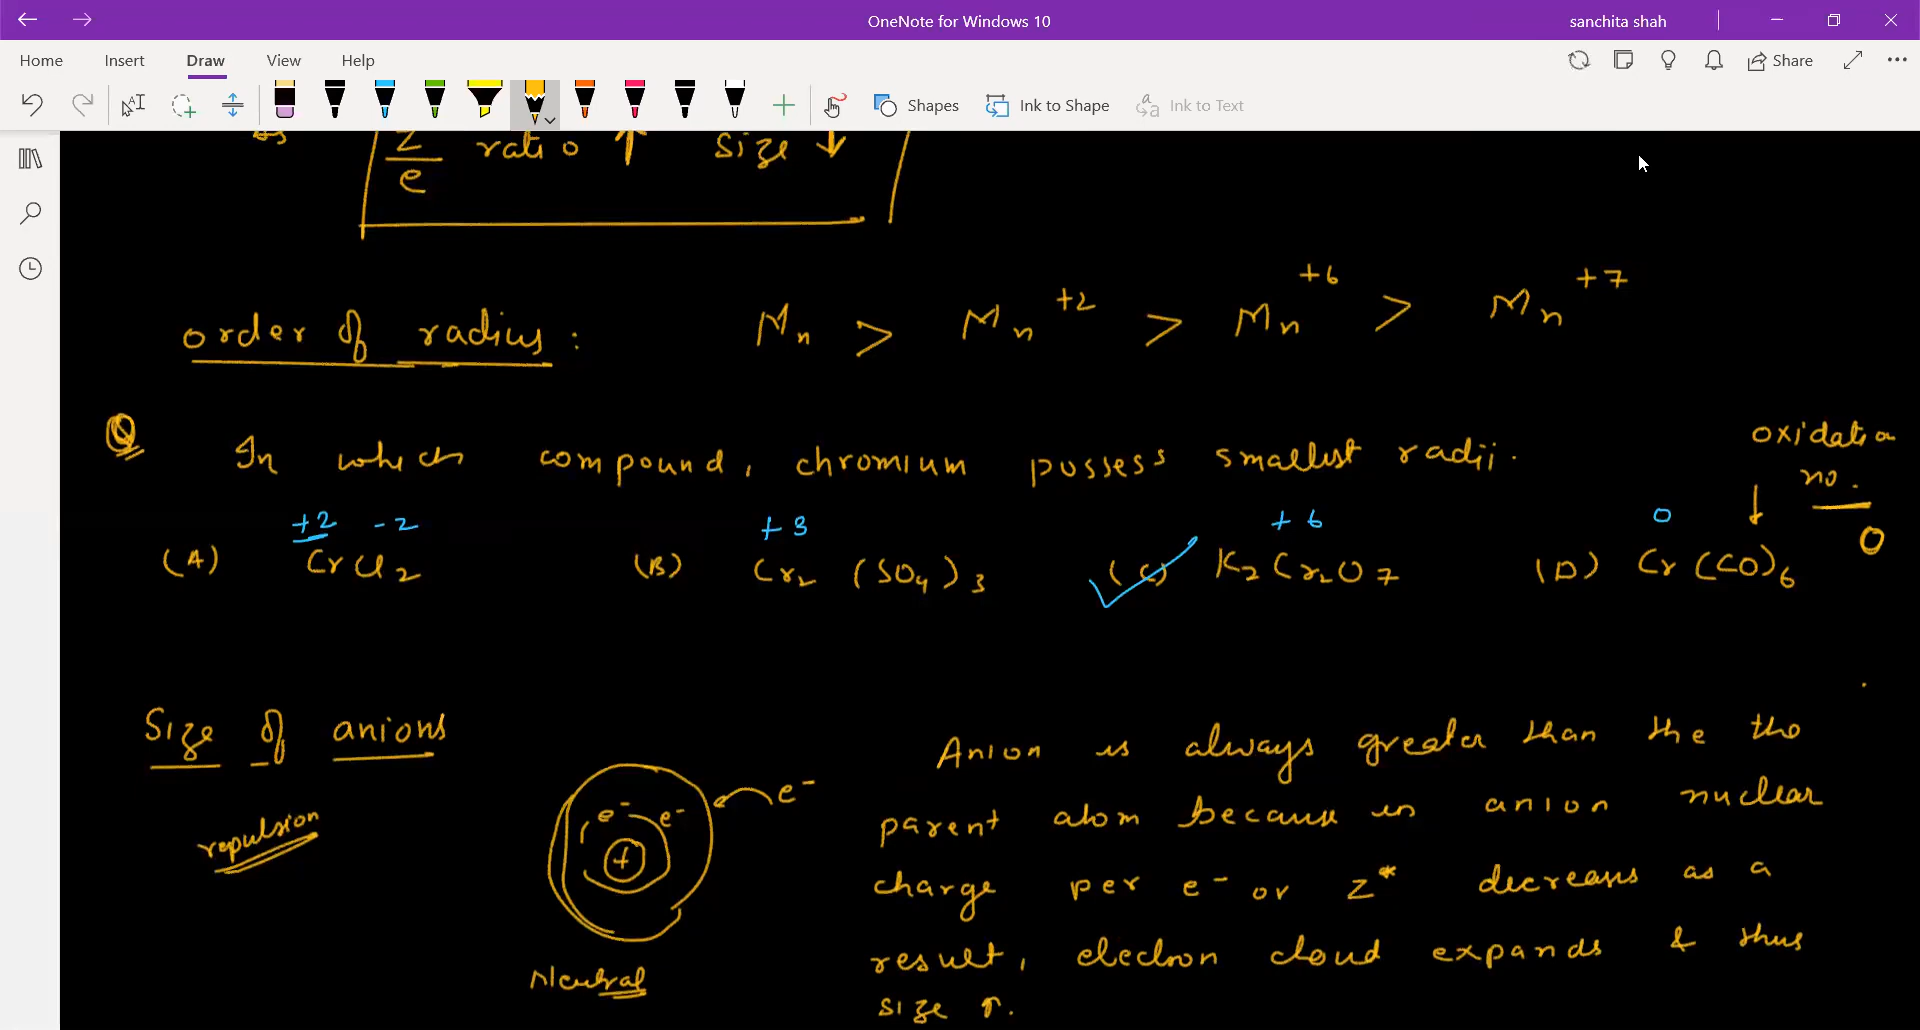 OneNote for Windows 10
sanchita shah
Home Insert Draw View Help
Share
Shapes Ink to Shape Ink to Text
Z/e ratio ↑ size ↓
order of radius : Mn > Mn+2 > Mn+6 > Mn+7
Q In which compound, chromium possess smallest radii.
oxidation no.
↓ 0
+2 -2 +3 +6 0
(A) CrCl2 (B) Cr2 (SO4)3 (C) K2Cr2O7 (D) Cr(CO)6
Size of anions
repulsion
e- e- e-
+
Neutral
Anion is always greater than the the
parent atom because in anion nuclear
charge per e- or Z* decreases as a
result, electron cloud expands & thus
size ↑.